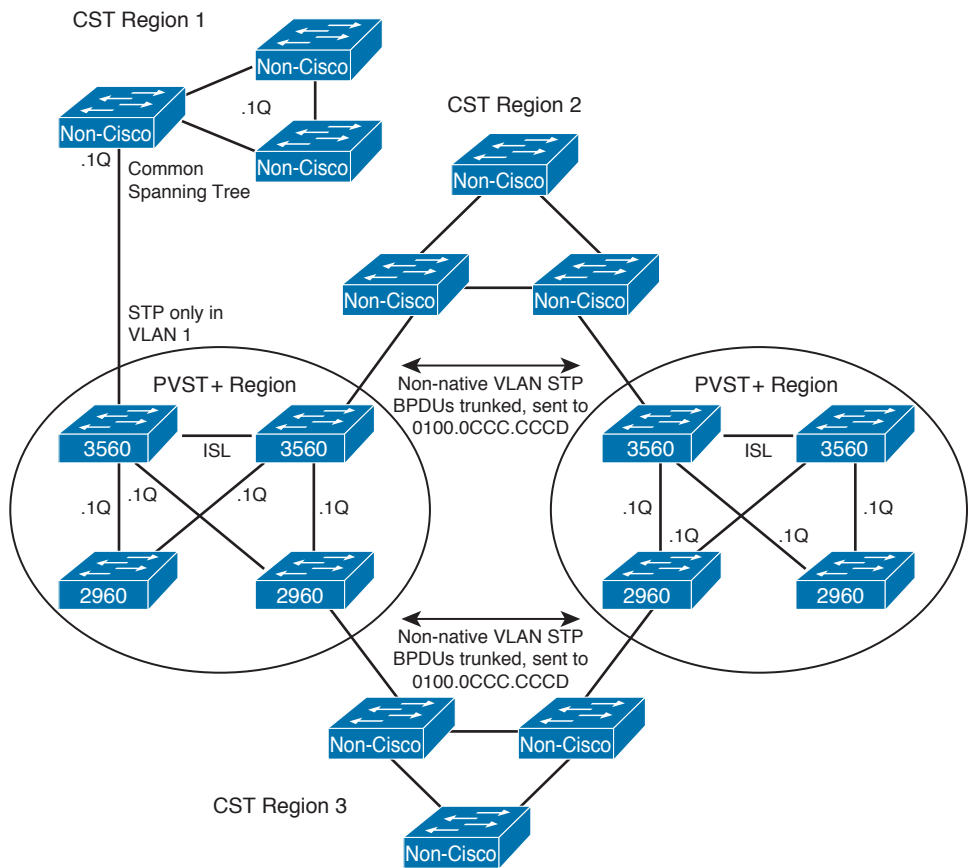 CST Region 1
Non-Cisco
Non-Cisco
.1Q
Non-Cisco
.1Q
Common
Spanning Tree
STP only in
VLAN 1
CST Region 2
Non-Cisco
Non-Cisco
Non-Cisco
PVST+ Region
3560
ISL
3560
.1Q
.1Q
.1Q
.1Q
2960
2960
Non-native VLAN STP
BPDUs trunked, sent to
0100.0CCC.CCCD
PVST+ Region
3560
ISL
3560
.1Q
.1Q
.1Q
.1Q
2960
2960
Non-native VLAN STP
BPDUs trunked, sent to
0100.0CCC.CCCD
Non-Cisco
Non-Cisco
CST Region 3
Non-Cisco